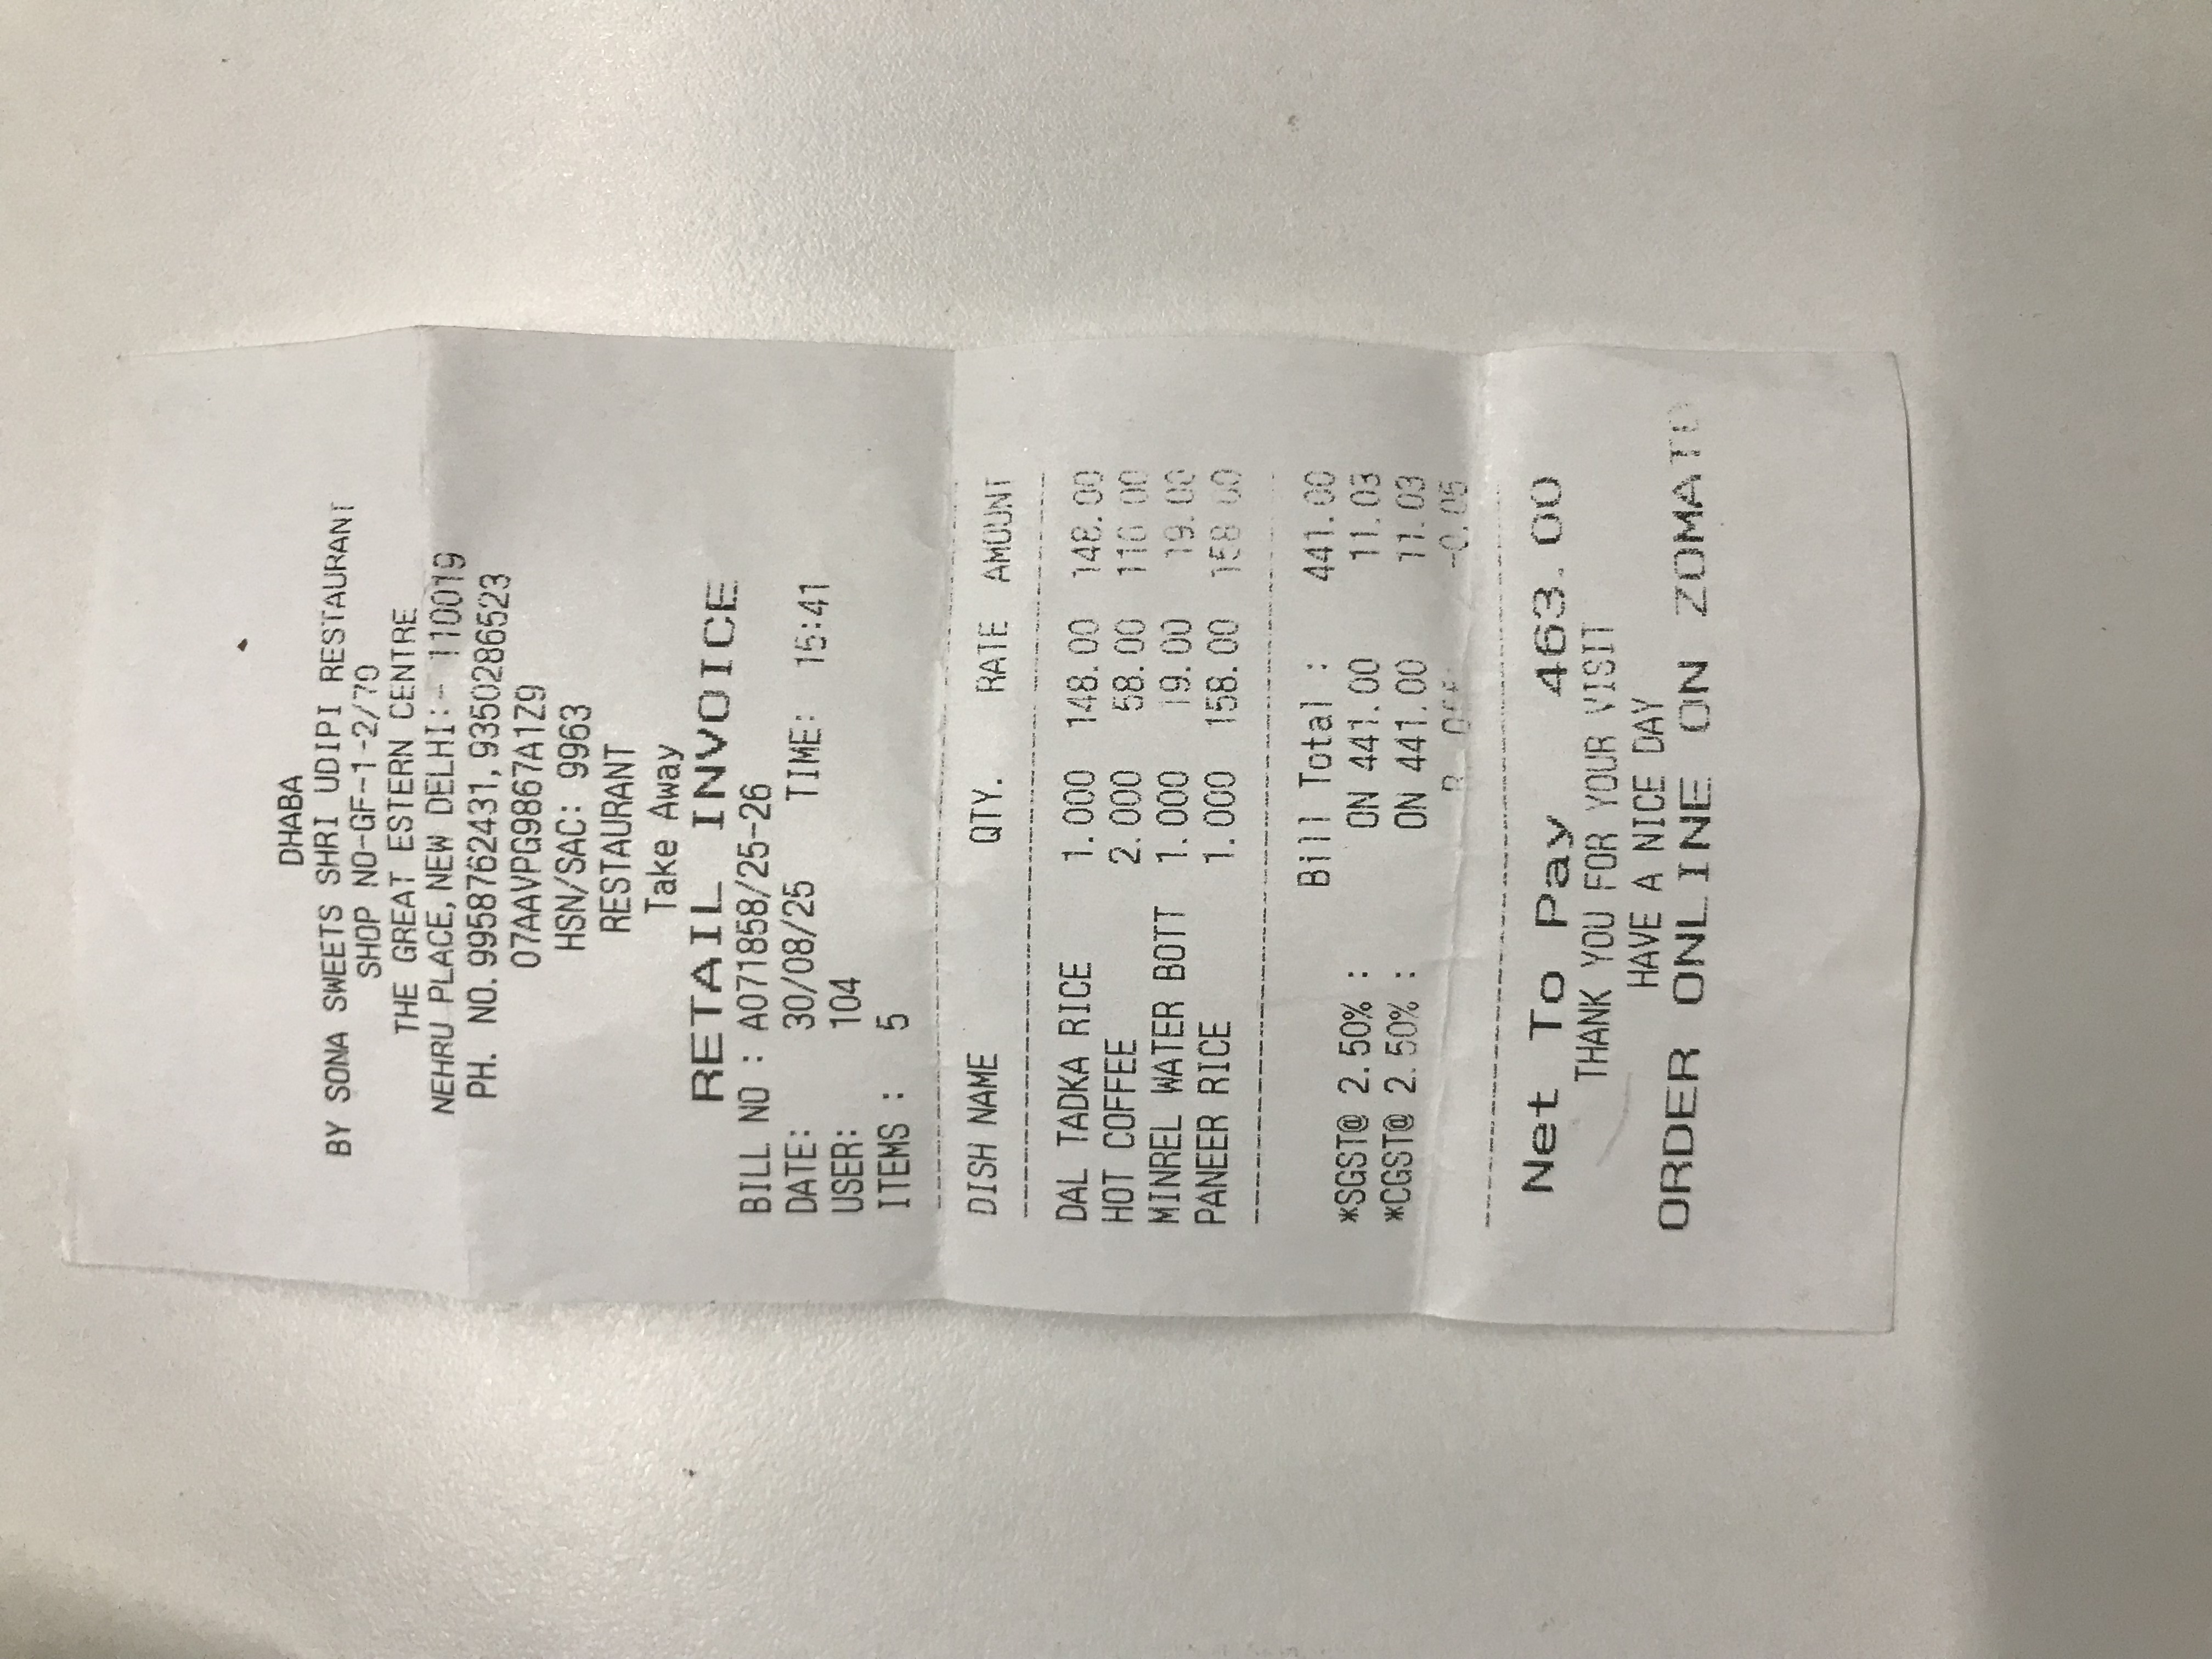 DHABA
BY SONA SWEETS SHRI UDIPI RESTAURANT
SHOP NO-GF-1-2/79
THE GREAT ESTERN CENTRE
NEHRU PLACE, NEW DELHI:- 110019
PH. NO. 9958762431, 9350286523
07AAVPG9867A1Z9
HSN/SAC: 9963
RESTAURANT
Take Away
RETAIL INVOICE
BILL NO : A071858/25-26
DATE: 30/08/25 TIME: 15:41
USER: 104
ITEMS : 5
DISH NAME QTY. RATE AMOUNT
DAL TADKA RICE 1.000 148.00 148.00
HOT COFFEE 2.000 58.00 116.00
MINREL WATER BOTT 1.000 19.00 19.00
PANEER RICE 1.000 158.00 158.00
Bill Total : 441.00
*SGST@ 2.50% : ON 441.00 11.03
*CGST@ 2.50% : ON 441.00 11.03
-0.06
Net To Pay 463.00
THANK YOU FOR YOUR VISIT
HAVE A NICE DAY
ORDER ONLINE ON ZOMATO